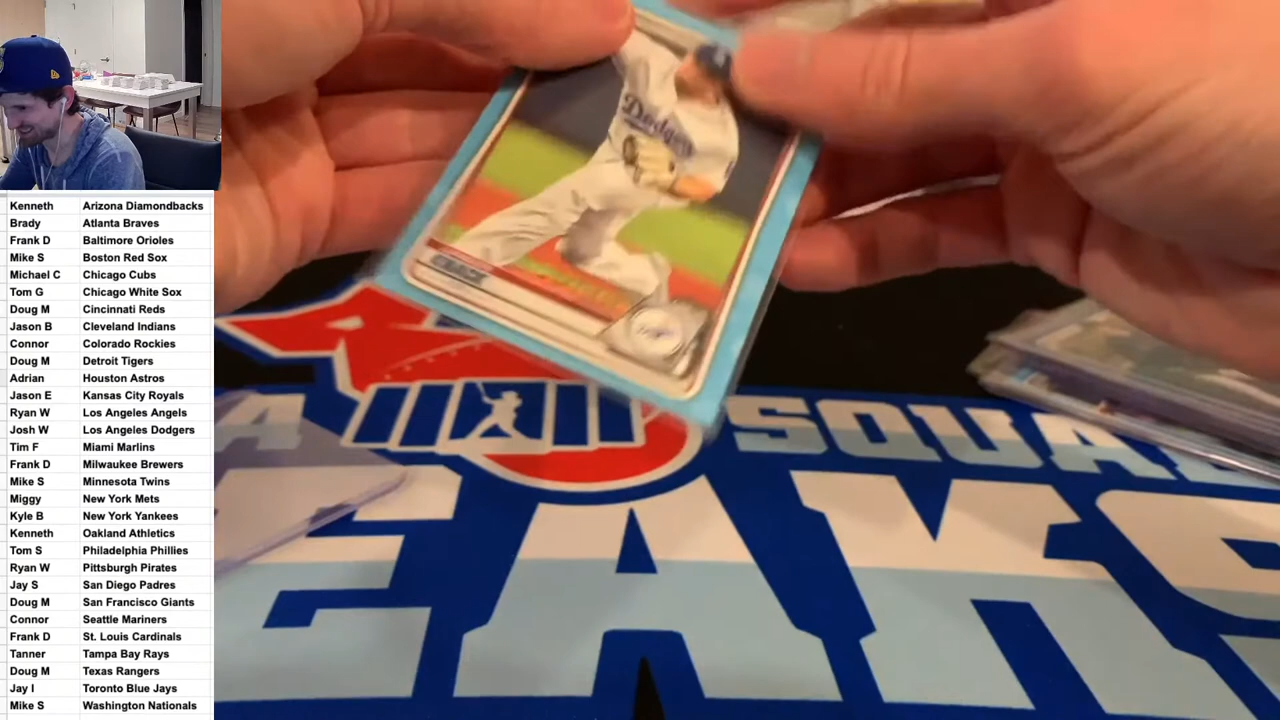 Kenneth Arizona Diamondbacks
Brady Atlanta Braves
Frank D Baltimore Orioles
Mike S Boston Red Sox
Michael C Chicago Cubs
Tom G Chicago White Sox
Doug M Cincinnati Reds
Jason B Cleveland Indians
Connor Colorado Rockies
Doug M Detroit Tigers
Adrian Houston Astros
Jason E Kansas City Royals
Ryan W Los Angeles Angels
Josh W Los Angeles Dodgers
Tim F Miami Marlins
Frank D Milwaukee Brewers
Mike S Minnesota Twins
Miggy New York Mets
Kyle B New York Yankees
Kenneth Oakland Athletics
Tom S Philadelphia Phillies
Ryan W Pittsburgh Pirates
Jay S San Diego Padres
Doug M San Francisco Giants
Connor Seattle Mariners
Frank D St. Louis Cardinals
Tanner Tampa Bay Rays
Doug M Texas Rangers
Jay I Toronto Blue Jays
Mike S Washington Nationals
Dodgers
SQUA
EAKS